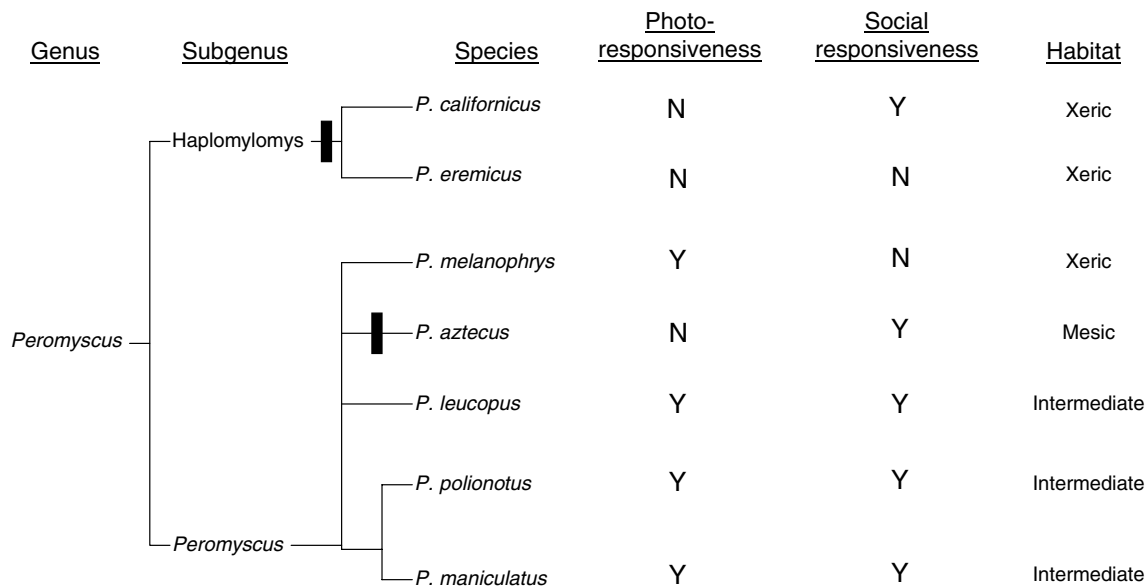 Genus Subgenus Species Photo-responsiveness Social responsiveness Habitat
P. californicus N Y Xeric
Haplomylomys
P. eremicus N N Xeric
P. melanophrys Y N Xeric
Peromyscus P. aztecus N Y Mesic
P. leucopus Y Y Intermediate
P. polionotus Y Y Intermediate
Peromyscus
P. maniculatus Y Y Intermediate